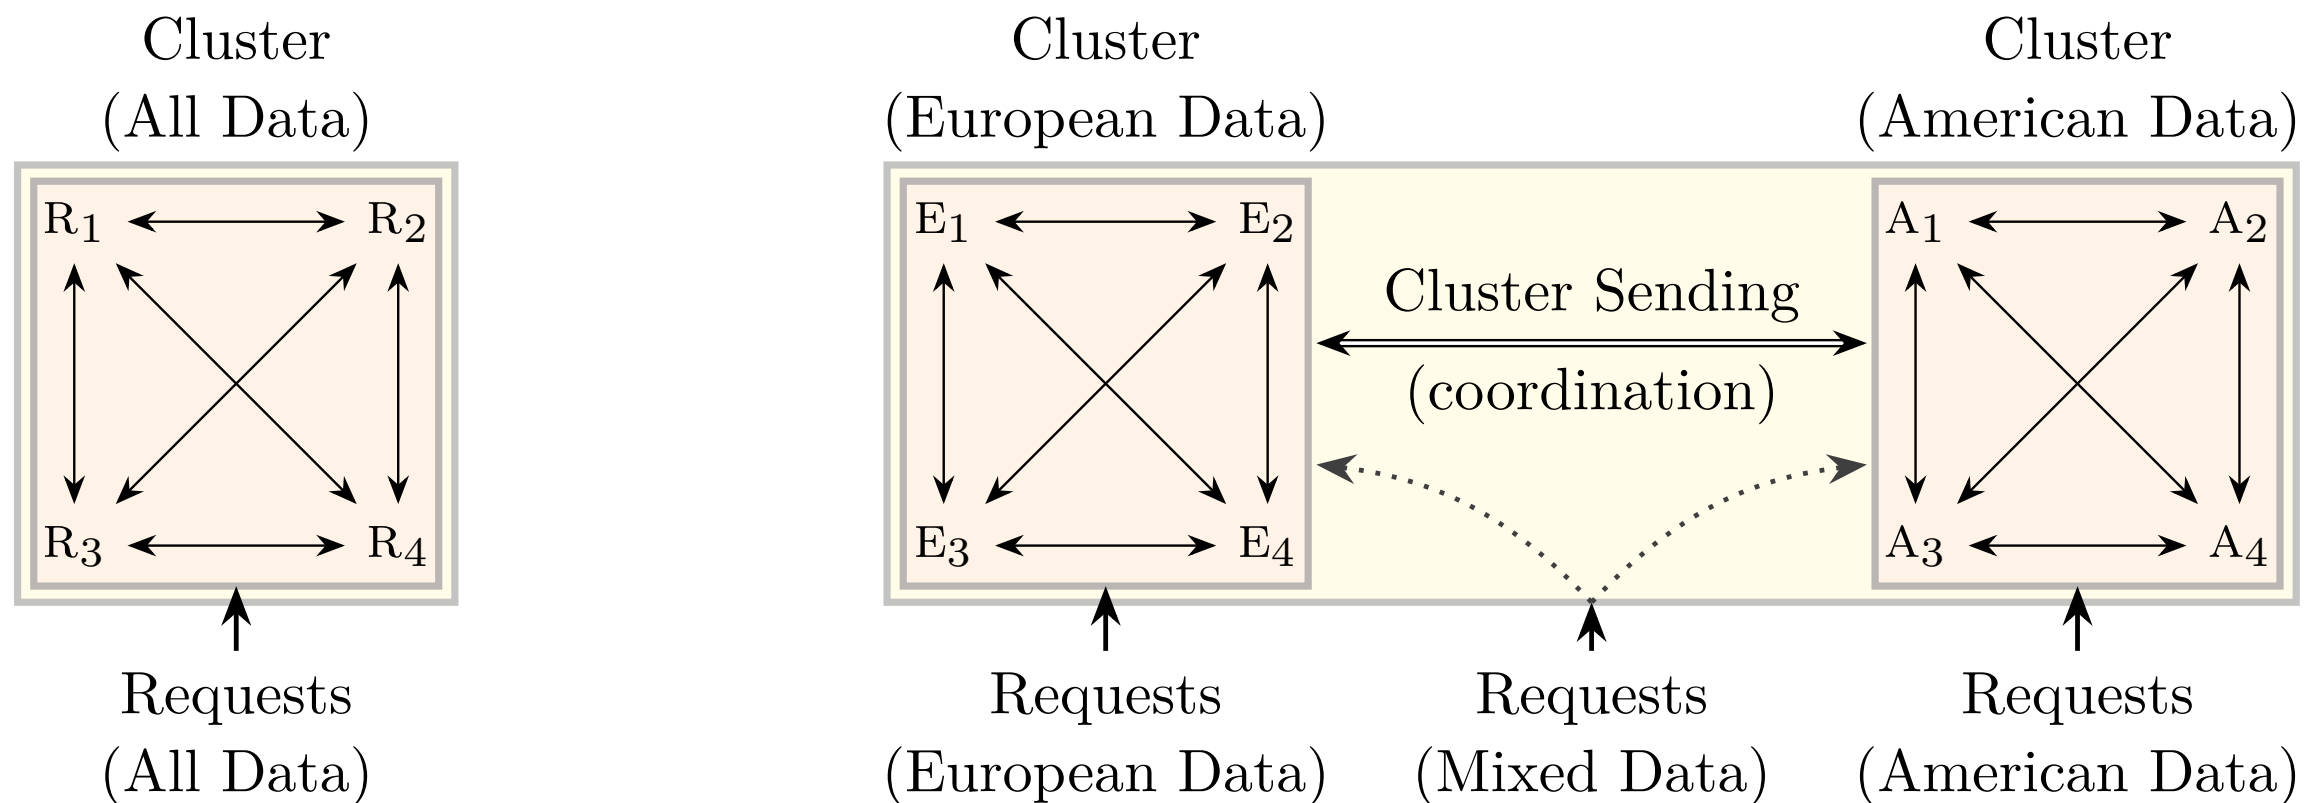 Cluster
(All Data)
R1 R2
R3 R4
Requests
(All Data)
Cluster
(European Data)
E1 E2
E3 E4
Requests
(European Data)
Cluster Sending
(coordination)
Requests
(Mixed Data)
Cluster
(American Data)
A1 A2
A3 A4
Requests
(American Data)